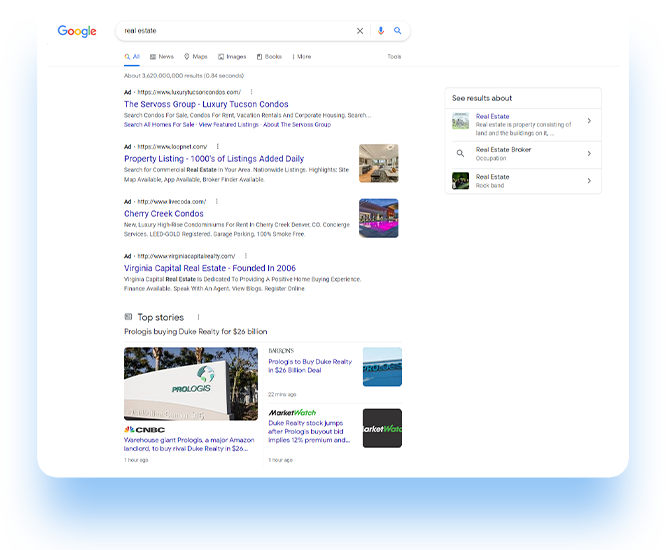 Google
real estate
All
News
Maps
Images
Books
More
Tools
About 3,620,000,000 results (0.84 seconds)
Ad · https://www.luxurytucsoncondos.com/
The Servoss Group - Luxury Tucson Condos
Search Condos For Sale, Condos For Rent, Vacation Rentals And Corporate Housing. Search...
Search All Homes For Sale · View Featured Listings · About The Servoss Group
Ad · https://www.loopnet.com/
Property Listing - 1000's of Listings Added Daily
Search for Commercial Real Estate In Your Area. Nationwide Listings. Highlights: Site
Map Available, App Available, Broker Finder Available.
Ad · http://www.livecoda.com/
Cherry Creek Condos
New, Luxury High-Rise Condominiums For Rent In Cherry Creek Denver, CO. Concierge
Services. LEED-GOLD Registered. Garage Parking. 100% Smoke Free.
Ad · http://www.virginiacapitalrealty.com/
Virginia Capital Real Estate - Founded In 2006
Virginia Capital Real Estate Is Dedicated To Providing A Positive Home Buying Experience.
Finance Available. Speak With An Agent. View Blogs. Register Online
See results about
Real Estate
Real estate is property consisting of
land and the buildings on it, ...
Real Estate Broker
Occupation
Real Estate
Rock band
Top stories
Prologis buying Duke Realty for $26 billion
PROLOGIS
CNBC
Warehouse giant Prologis, a major Amazon
landlord, to buy rival Duke Realty in $26...
1 hour ago
BARRON'S
Prologis to Buy Duke Realty
in $26 Billion Deal
PROLOGIS
22 mins ago
MarketWatch
Duke Realty stock jumps
after Prologis buyout bid
implies 12% premium and...
arketWatc
1 hour ago